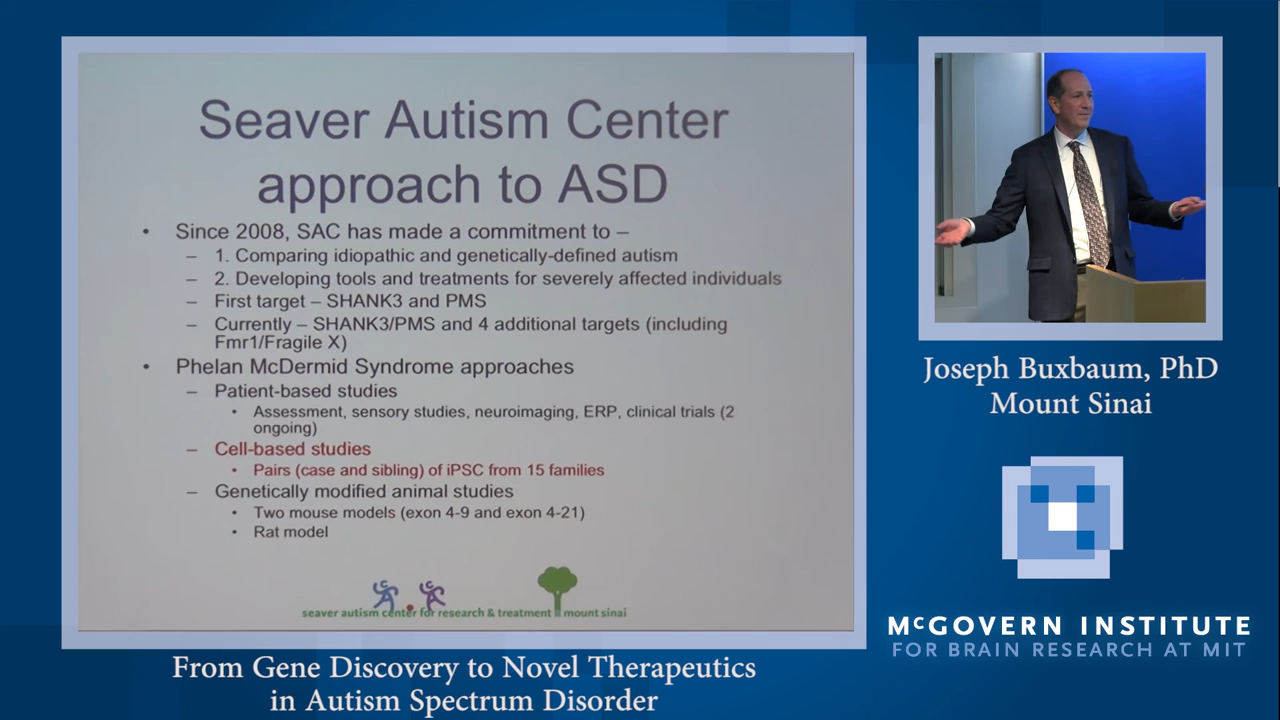 Seaver Autism Center
approach to ASD
• Since 2008, SAC has made a commitment to –
– 1. Comparing idiopathic and genetically-defined autism
– 2. Developing tools and treatments for severely affected individuals
– First target – SHANK3 and PMS
– Currently – SHANK3/PMS and 4 additional targets (including
Fmr1/Fragile X)
• Phelan McDermid Syndrome approaches
– Patient-based studies
• Assessment, sensory studies, neuroimaging, ERP, clinical trials (2
ongoing)
– Cell-based studies
• Pairs (case and sibling) of iPSC from 15 families
– Genetically modified animal studies
• Two mouse models (exon 4-9 and exon 4-21)
• Rat model
seaver autism center for research & treatment mount sinai
From Gene Discovery to Novel Therapeutics
in Autism Spectrum Disorder
Joseph Buxbaum, PhD
Mount Sinai
McGOVERN INSTITUTE
FOR BRAIN RESEARCH AT MIT